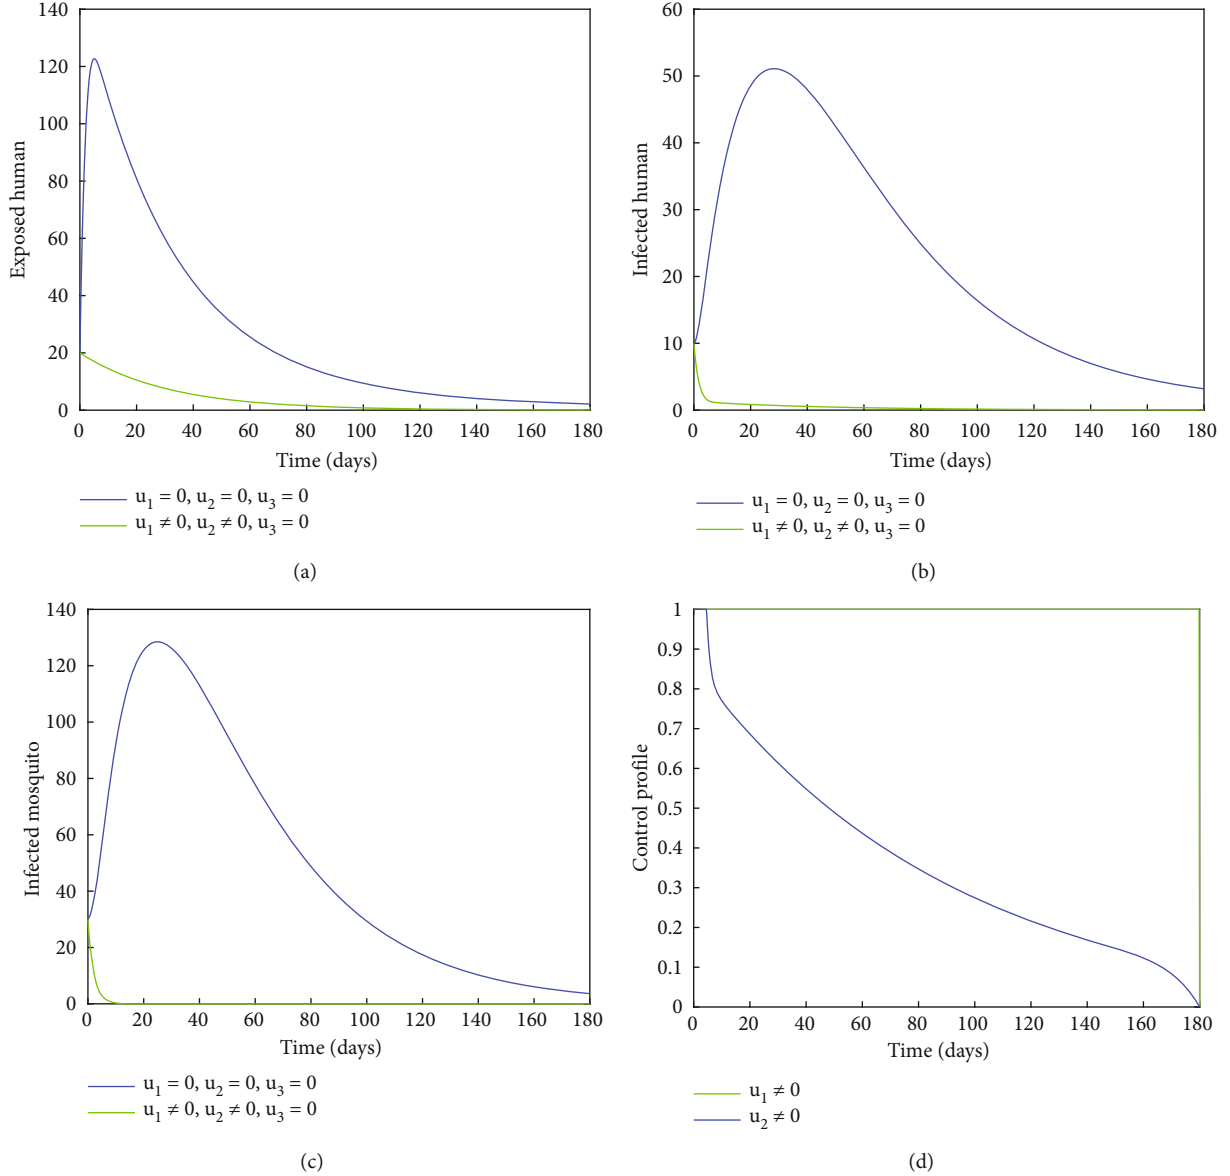 140
120
100
80
60
40
20
0
Exposed human
0 20 40 60 80 100 120 140 160 180
Time (days)
u1 = 0, u2 = 0, u3 = 0
u1 ≠ 0, u2 ≠ 0, u3 = 0
(a)
60
50
40
30
20
10
0
Infected human
0 20 40 60 80 100 120 140 160 180
Time (days)
u1 = 0, u2 = 0, u3 = 0
u1 ≠ 0, u2 ≠ 0, u3 = 0
(b)
140
120
100
80
60
40
20
0
Infected mosquito
0 20 40 60 80 100 120 140 160 180
Time (days)
u1 = 0, u2 = 0, u3 = 0
u1 ≠ 0, u2 ≠ 0, u3 = 0
(c)
1
0.9
0.8
0.7
0.6
0.5
0.4
0.3
0.2
0.1
0
Control profile
0 20 40 60 80 100 120 140 160 180
Time (days)
u1 ≠ 0
u2 ≠ 0
(d)